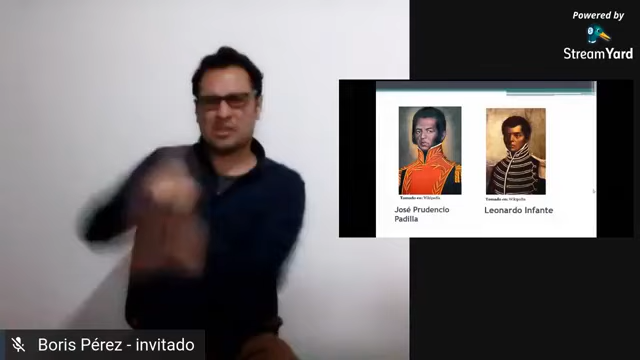 Powered by
StreamYard
Tomado en: Wikipedia
Tomado en: Wikipedia
José Prudencio
Padilla
Leonardo Infante
Boris Pérez - invitado